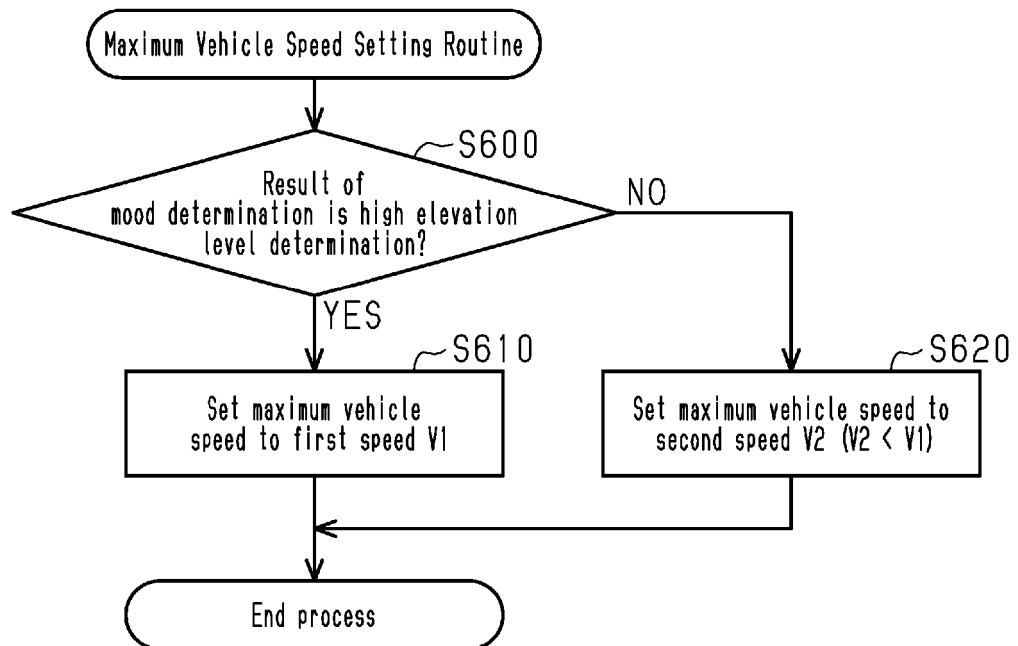 Maximum Vehicle Speed Setting Routine
S600
Result of
mood determination is high elevation
level determination?
NO
YES
S610
Set maximum vehicle
speed to first speed V1
S620
Set maximum vehicle speed to
second speed V2 (V2 < V1)
End process